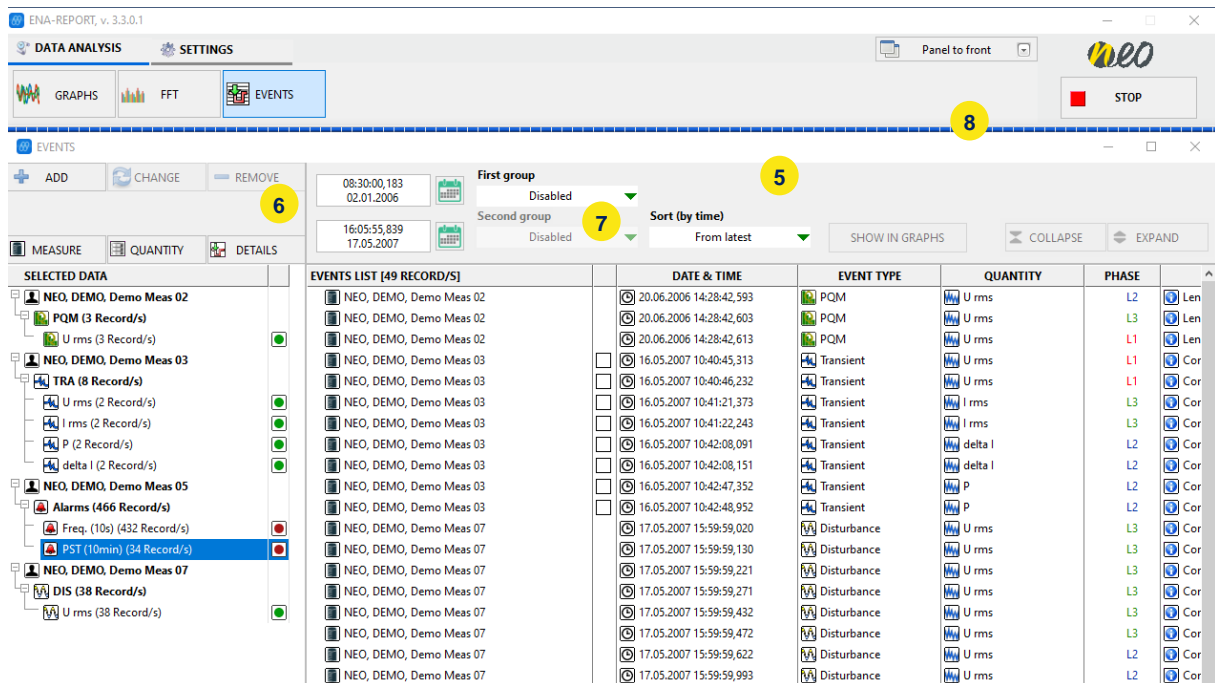 ENA-REPORT, v. 3.3.0.1
DATA ANALYSIS SETTINGS Panel to front neo
GRAPHS FFT EVENTS STOP
8
EVENTS
ADD CHANGE REMOVE
6
08:30:00,183
02.01.2006
First group
Disabled
5
16:05:55,839
17.05.2007
Second group
Disabled
7
Sort (by time)
From latest
SHOW IN GRAPHS COLLAPSE EXPAND
MEASURE QUANTITY DETAILS
SELECTED DATA
NEO, DEMO, Demo Meas 02
PQM (3 Record/s)
U rms (3 Record/s)
NEO, DEMO, Demo Meas 03
TRA (8 Record/s)
U rms (2 Record/s)
I rms (2 Record/s)
P (2 Record/s)
delta I (2 Record/s)
NEO, DEMO, Demo Meas 05
Alarms (466 Record/s)
Freq. (10s) (432 Record/s)
PST (10min) (34 Record/s)
NEO, DEMO, Demo Meas 07
DIS (38 Record/s)
U rms (38 Record/s)
EVENTS LIST [49 RECORD/S] DATE & TIME EVENT TYPE QUANTITY PHASE
NEO, DEMO, Demo Meas 02 20.06.2006 14:28:42,593 PQM U rms L2 Len
NEO, DEMO, Demo Meas 02 20.06.2006 14:28:42,603 PQM U rms L3 Len
NEO, DEMO, Demo Meas 02 20.06.2006 14:28:42,613 PQM U rms L1 Len
NEO, DEMO, Demo Meas 03 16.05.2007 10:40:45,313 Transient U rms L1 Cor
NEO, DEMO, Demo Meas 03 16.05.2007 10:40:46,232 Transient U rms L1 Cor
NEO, DEMO, Demo Meas 03 16.05.2007 10:41:21,373 Transient I rms L3 Cor
NEO, DEMO, Demo Meas 03 16.05.2007 10:41:22,243 Transient I rms L3 Cor
NEO, DEMO, Demo Meas 03 16.05.2007 10:42:08,091 Transient delta I L2 Cor
NEO, DEMO, Demo Meas 03 16.05.2007 10:42:08,151 Transient delta I L2 Cor
NEO, DEMO, Demo Meas 03 16.05.2007 10:42:47,352 Transient P L2 Cor
NEO, DEMO, Demo Meas 03 16.05.2007 10:42:48,952 Transient P L2 Cor
NEO, DEMO, Demo Meas 07 17.05.2007 15:59:59,020 Disturbance U rms L3 Cor
NEO, DEMO, Demo Meas 07 17.05.2007 15:59:59,130 Disturbance U rms L3 Cor
NEO, DEMO, Demo Meas 07 17.05.2007 15:59:59,221 Disturbance U rms L3 Cor
NEO, DEMO, Demo Meas 07 17.05.2007 15:59:59,271 Disturbance U rms L3 Cor
NEO, DEMO, Demo Meas 07 17.05.2007 15:59:59,432 Disturbance U rms L3 Cor
NEO, DEMO, Demo Meas 07 17.05.2007 15:59:59,472 Disturbance U rms L3 Cor
NEO, DEMO, Demo Meas 07 17.05.2007 15:59:59,622 Disturbance U rms L2 Cor
NEO, DEMO, Demo Meas 07 17.05.2007 15:59:59,993 Disturbance U rms L2 Cor